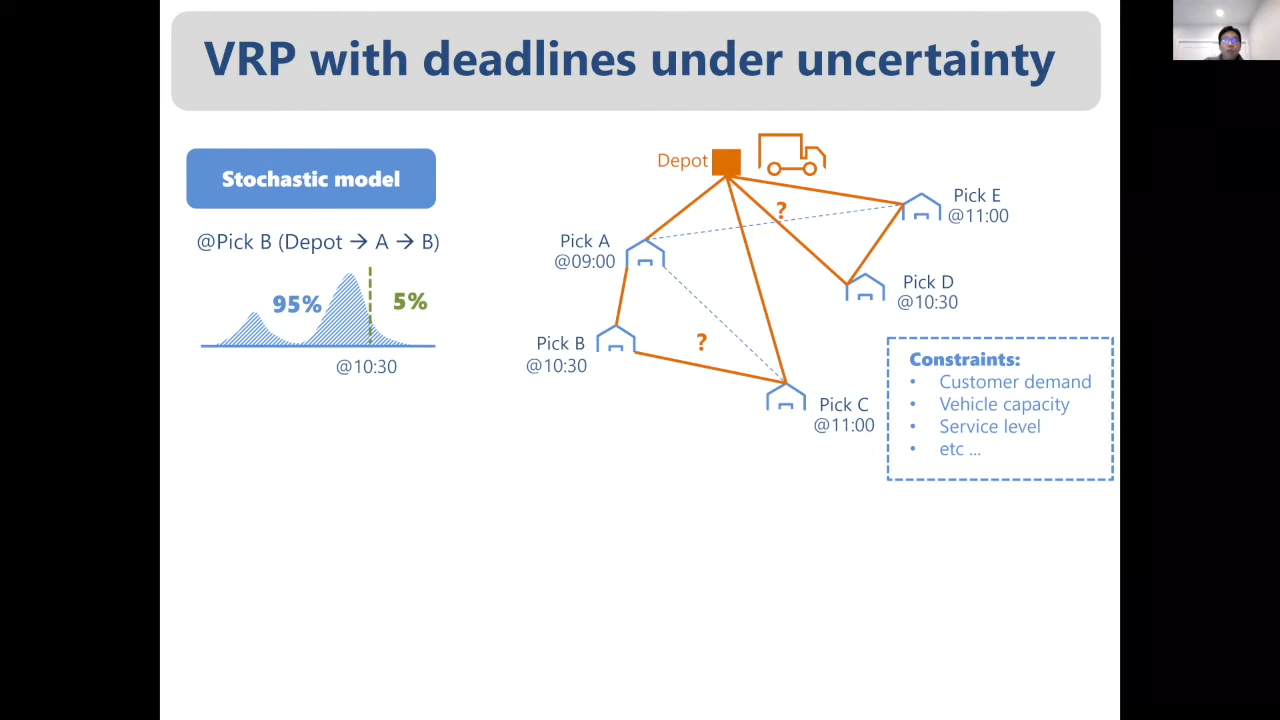 VRP with deadlines under uncertainty
Stochastic model
@Pick B (Depot → A → B)
95%
5%
@10:30
Depot
?
Pick E
@11:00
Pick A
@09:00
Pick D
@10:30
Pick B
@10:30
?
Pick C
@11:00
Constraints:
• Customer demand
• Vehicle capacity
• Service level
• etc ...